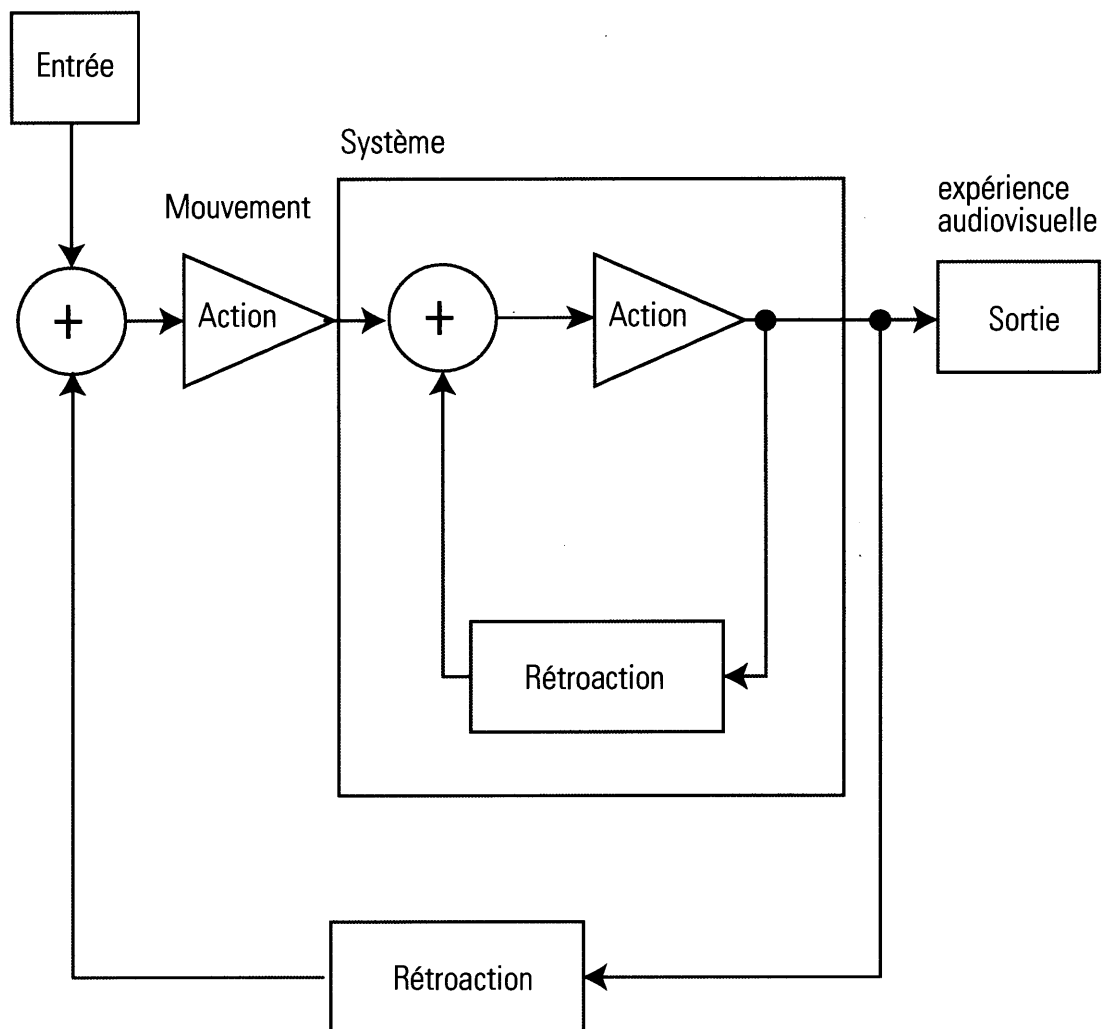 Entrée
Système
Mouvement
expérience
audiovisuelle
+
Action
+
Action
Sortie
Rétroaction
Rétroaction